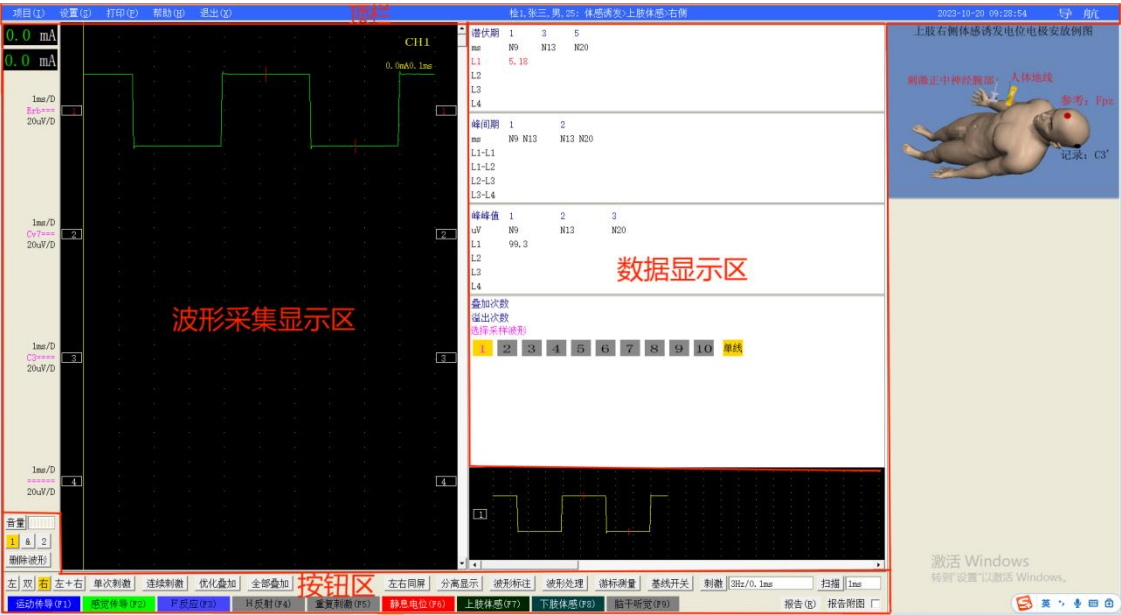 项目(I) 设置(S) 打印(P) 帮助(H) 退出(X) 顶栏 检1,张三,男,25: 体感诱发>上肢体感>右侧 2023-10-20 09:28:54 导 航
0.0 mA
0.0 mA
CH1
0.0mA0.1ms
1ms/D
Erb===
20uV/D
1 1
1ms/D
Cv7===
20uV/D
2 2
1ms/D
C3====
20uV/D
3 3
1ms/D
======
20uV/D
4 4
波形采集显示区
潜伏期 1 3 5
ms N9 N13 N20
L1 5.18
L2
L3
L4
峰间期 1 2
ms N9 N13 N13 N20
L1-L1
L1-L2
L2-L3
L3-L4
峰峰值 1 2 3
uV N9 N13 N20
L1 99.3
L2
L3
L4
数据显示区
叠加次数
溢出次数
选择采样波形
1 2 3 4 5 6 7 8 9 10 单线
1
上肢右侧体感诱发电位电极安放例图
刺激正中神经腕部 人体地线
参考: Fpz
记录: C3'
音量
1 & 2
删除波形
激活 Windows
转到"设置"以激活 Windows。
左 双 右 左+右 单次刺激 连续刺激 优化叠加 全部叠加 按钮区 左右同屏 分离显示 波形标注 波形处理 游标测量 基线开关 刺激 3Hz/0.1ms 扫描 1ms
运动传导(F1) 感觉传导(F2) F反应(F3) H反射(F4) 重复刺激(F5) 静息电位(F6) 上肢体感(F7) 下肢体感(F8) 脑干听觉(F9) 报告(R) 报告附图
英